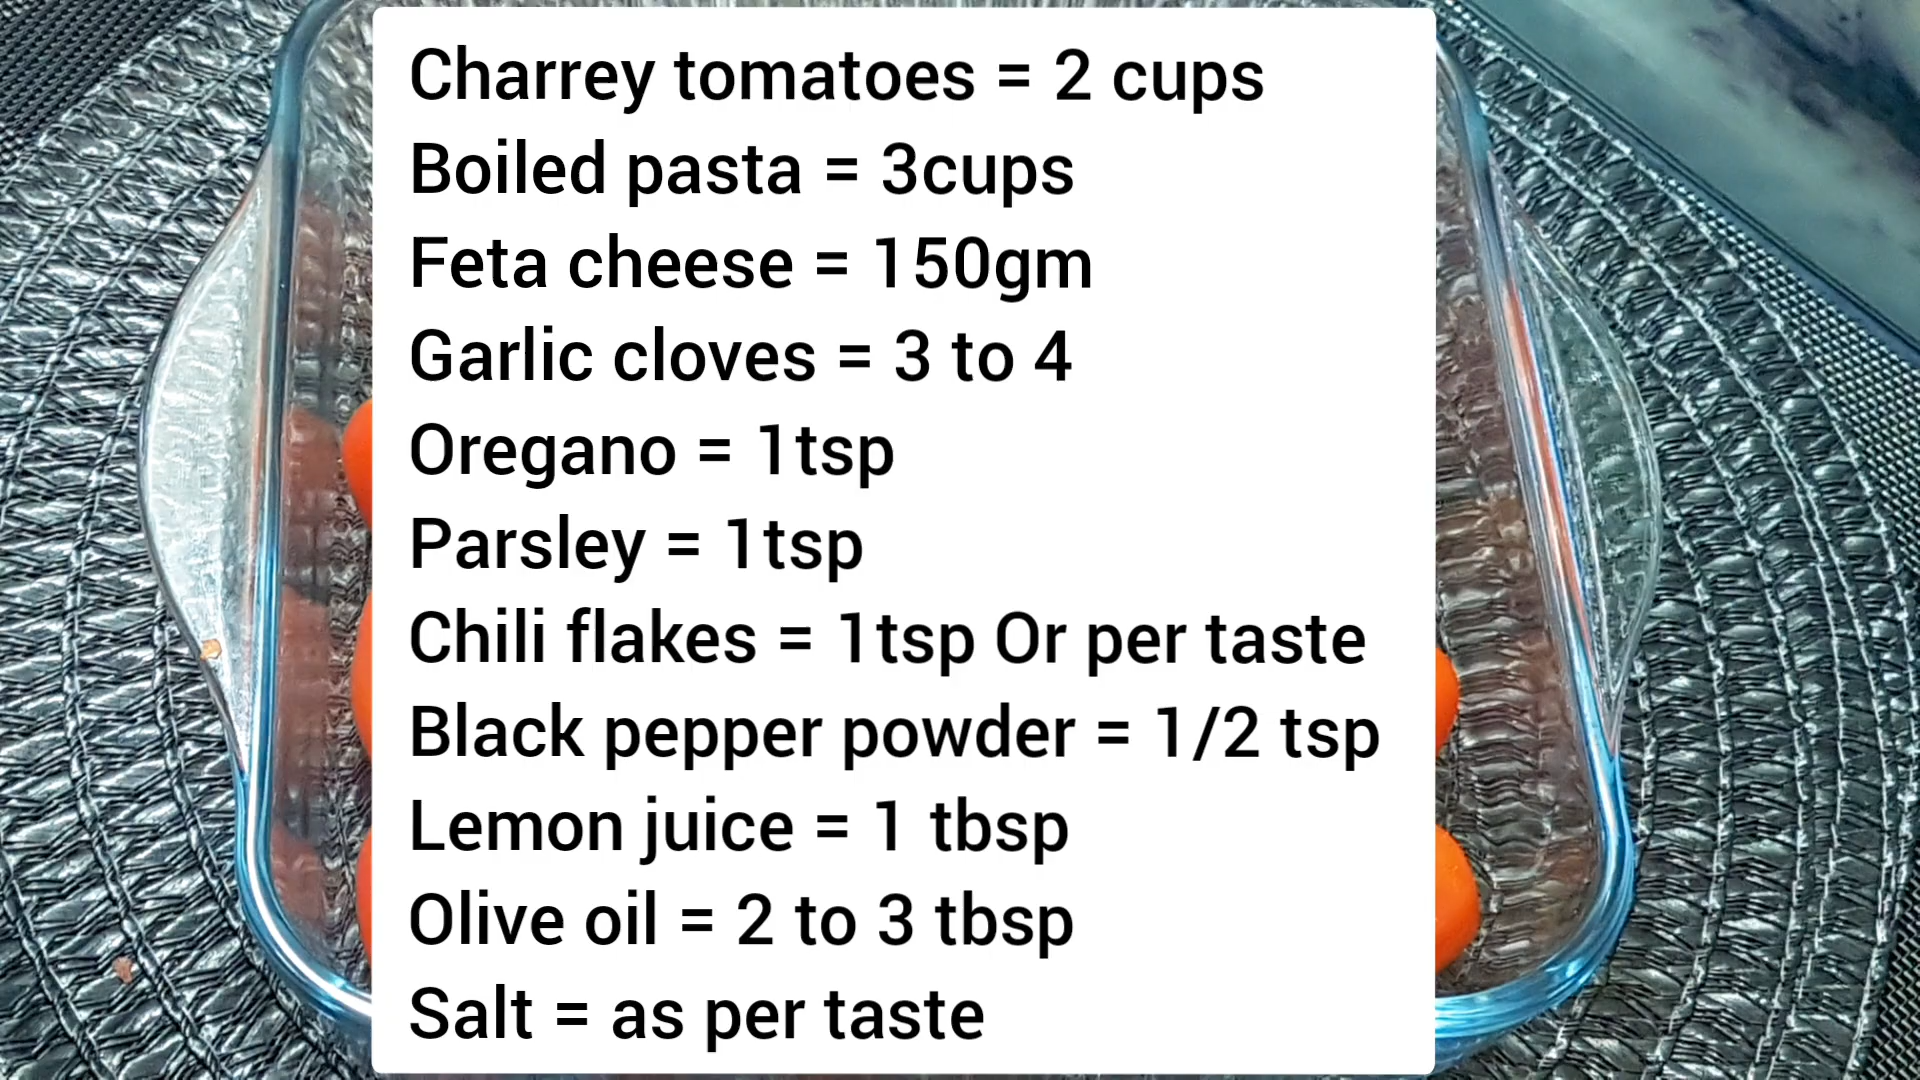 Charrey tomatoes = 2 cups
Boiled pasta = 3cups
Feta cheese = 150gm
Garlic cloves = 3 to 4
Oregano = 1tsp
Parsley = 1tsp
Chili flakes = 1tsp Or per taste
Black pepper powder = 1/2 tsp
Lemon juice = 1 tbsp
Olive oil = 2 to 3 tbsp
Salt = as per taste